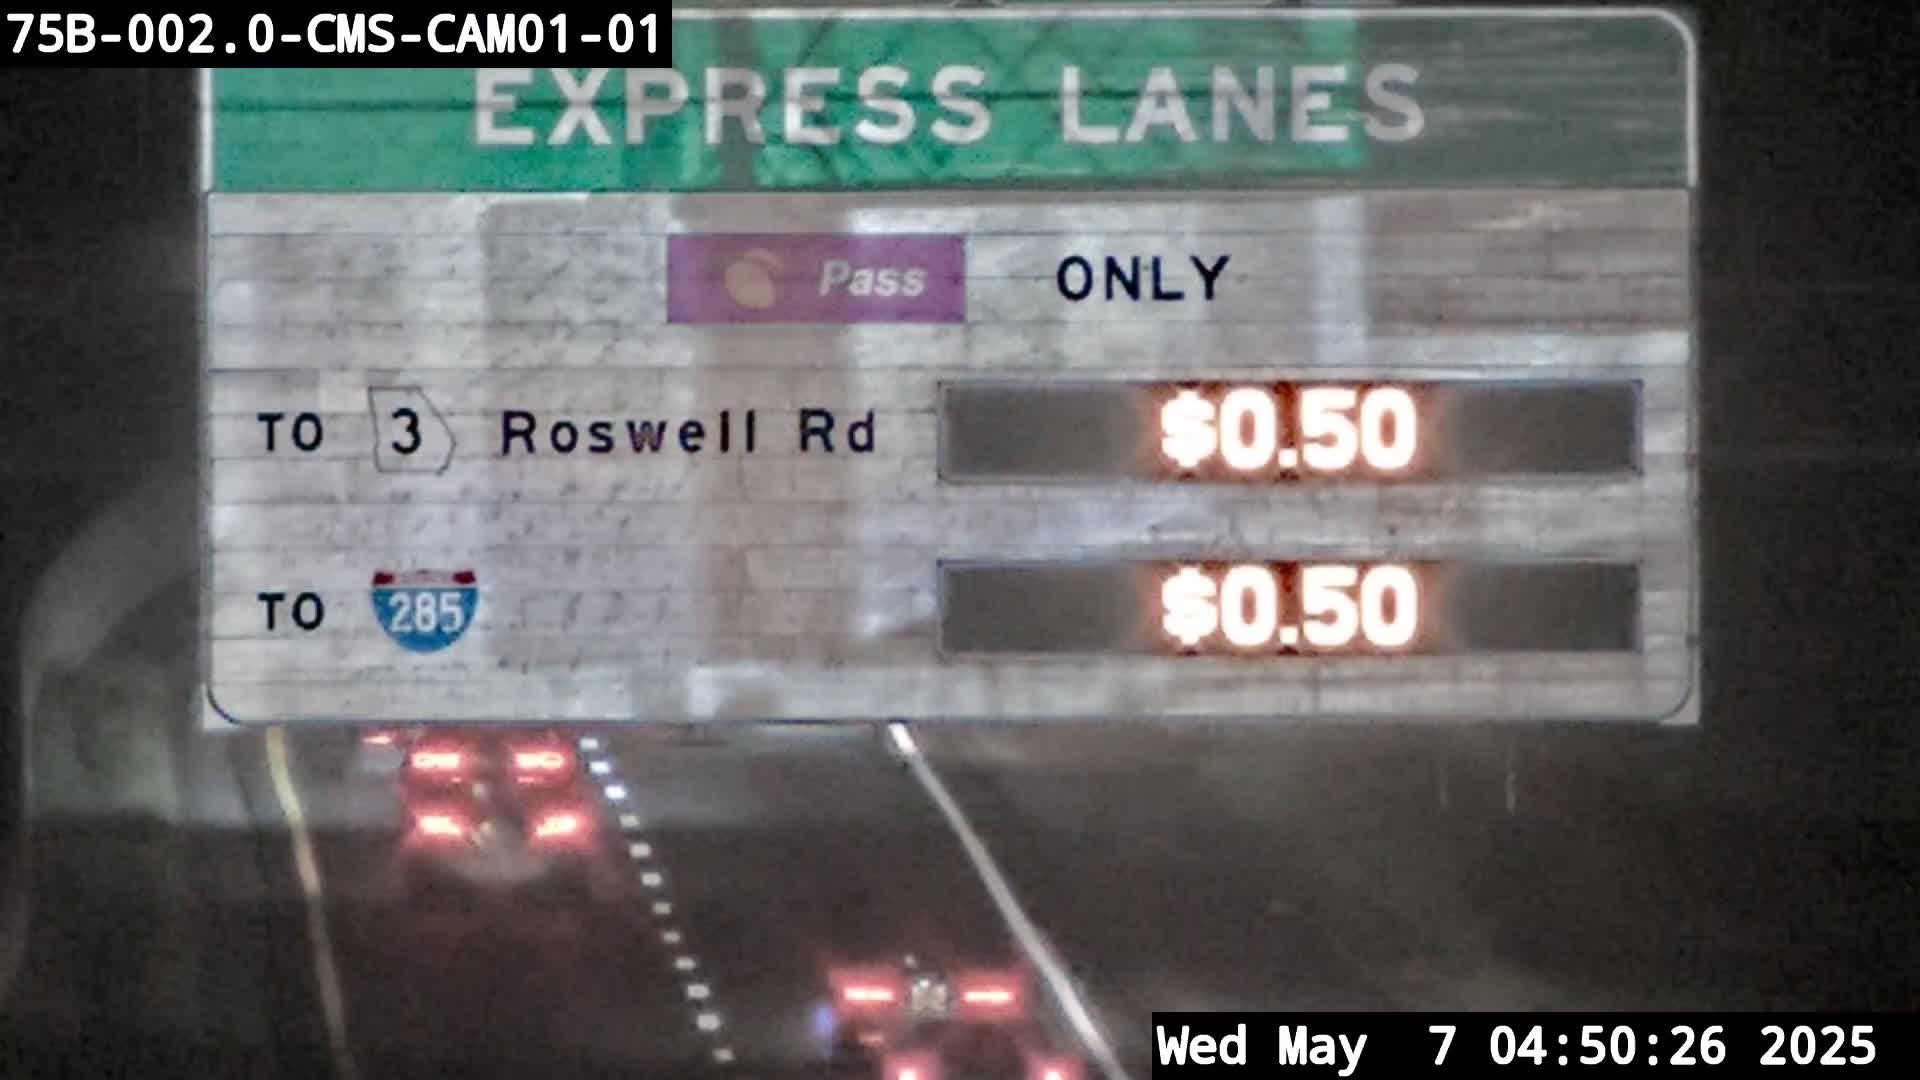 75B-002.0-CMS-CAM01-01
EXPRESS LANES
Pass ONLY
TO 3 Roswell Rd $0.50
TO 285 $0.50
Wed May 7 04:50:26 2025